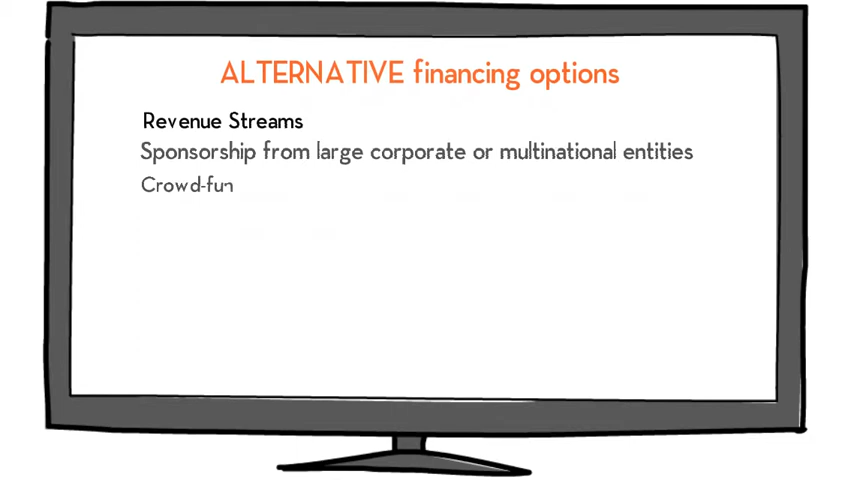 ALTERNATIVE financing options
Revenue Streams
Sponsorship from large corporate or multinational entities
Crowd-fun